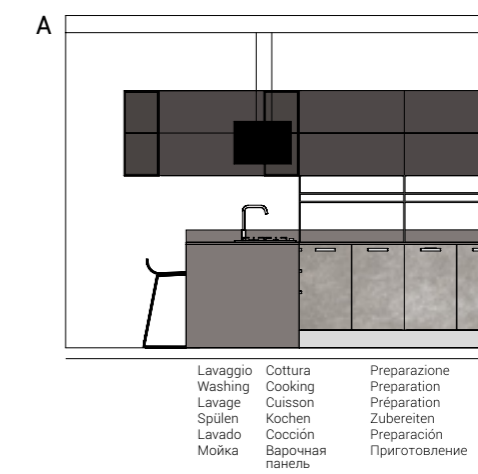 A
Lavaggio Cottura Preparazione
Washing Cooking Preparation
Lavage Cuisson Préparation
Spülen Kochen Zubereiten
Lavado Cocción Preparación
Мойка Варочная Приготовление
панель